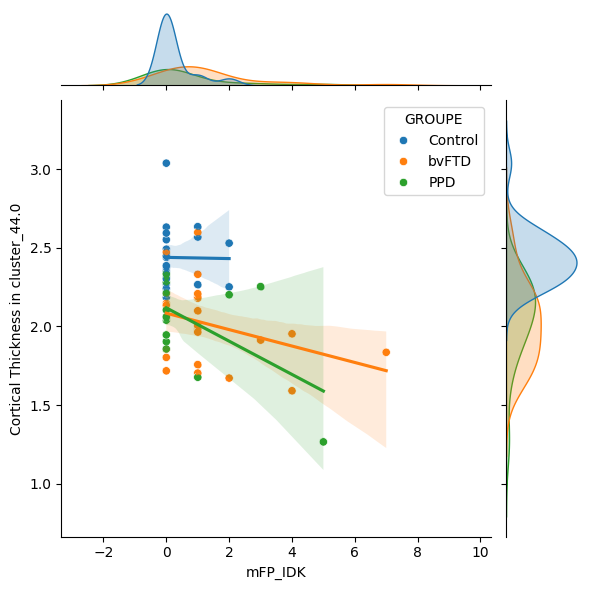 GROUPE
Control
bvFTD
PPD
3.0
2.5
2.0
1.5
1.0
Cortical Thickness in cluster_44.0
−2 0 2 4 6 8 10
mFP_IDK